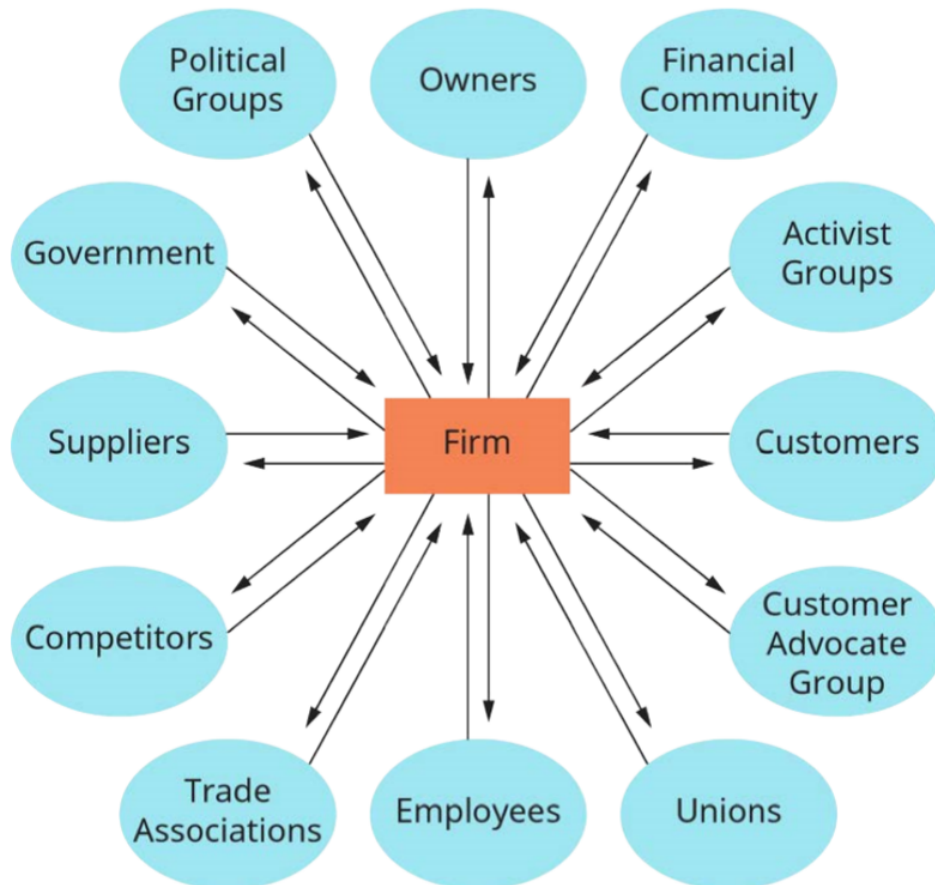 Political
Groups
Owners
Financial
Community
Government
Activist
Groups
Suppliers
Firm
Customers
Competitors
Customer
Advocate
Group
Trade
Associations
Employees
Unions